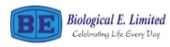 BE
Biological E. Limited
Celebrating Life Every Day